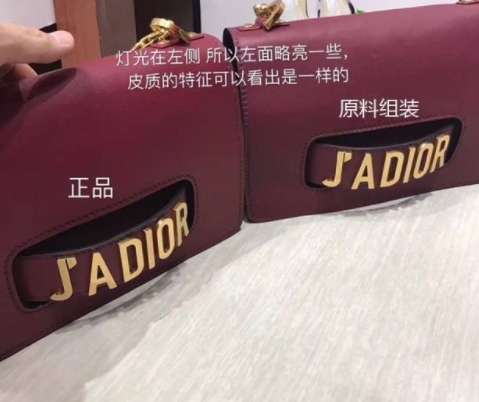 灯光在左侧 所以左面略亮一些，
皮质的特征可以看出是一样的
原料组装
正品
J'ADIOR
J'ADIOR